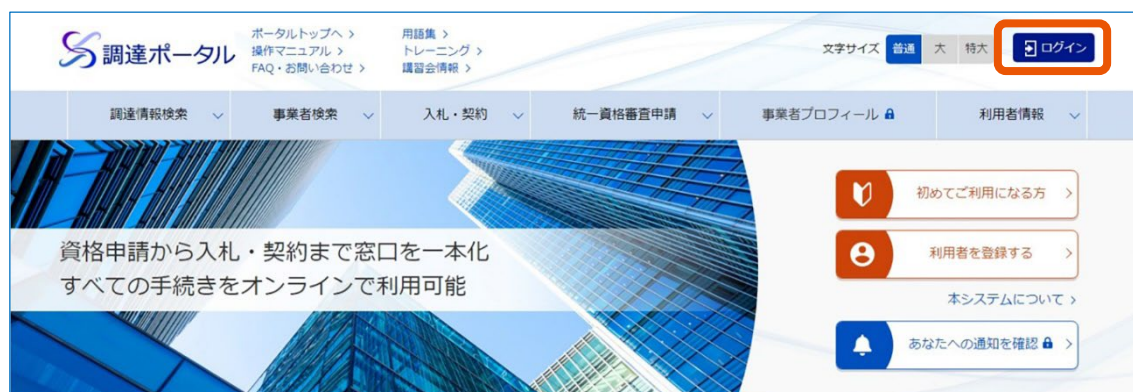 調達ポータル
ポータルトップへ >
操作マニュアル >
FAQ・お問い合わせ >
用語集 >
トレーニング >
講習会情報 >
文字サイズ 普通 大 特大
ログイン
調達情報検索
事業者検索
入札・契約
統一資格審査申請
事業者プロフィール
利用者情報
資格申請から入札・契約まで窓口を一本化
すべての手続きをオンラインで利用可能
初めてご利用になる方 >
利用者を登録する >
本システムについて >
あなたへの通知を確認 >